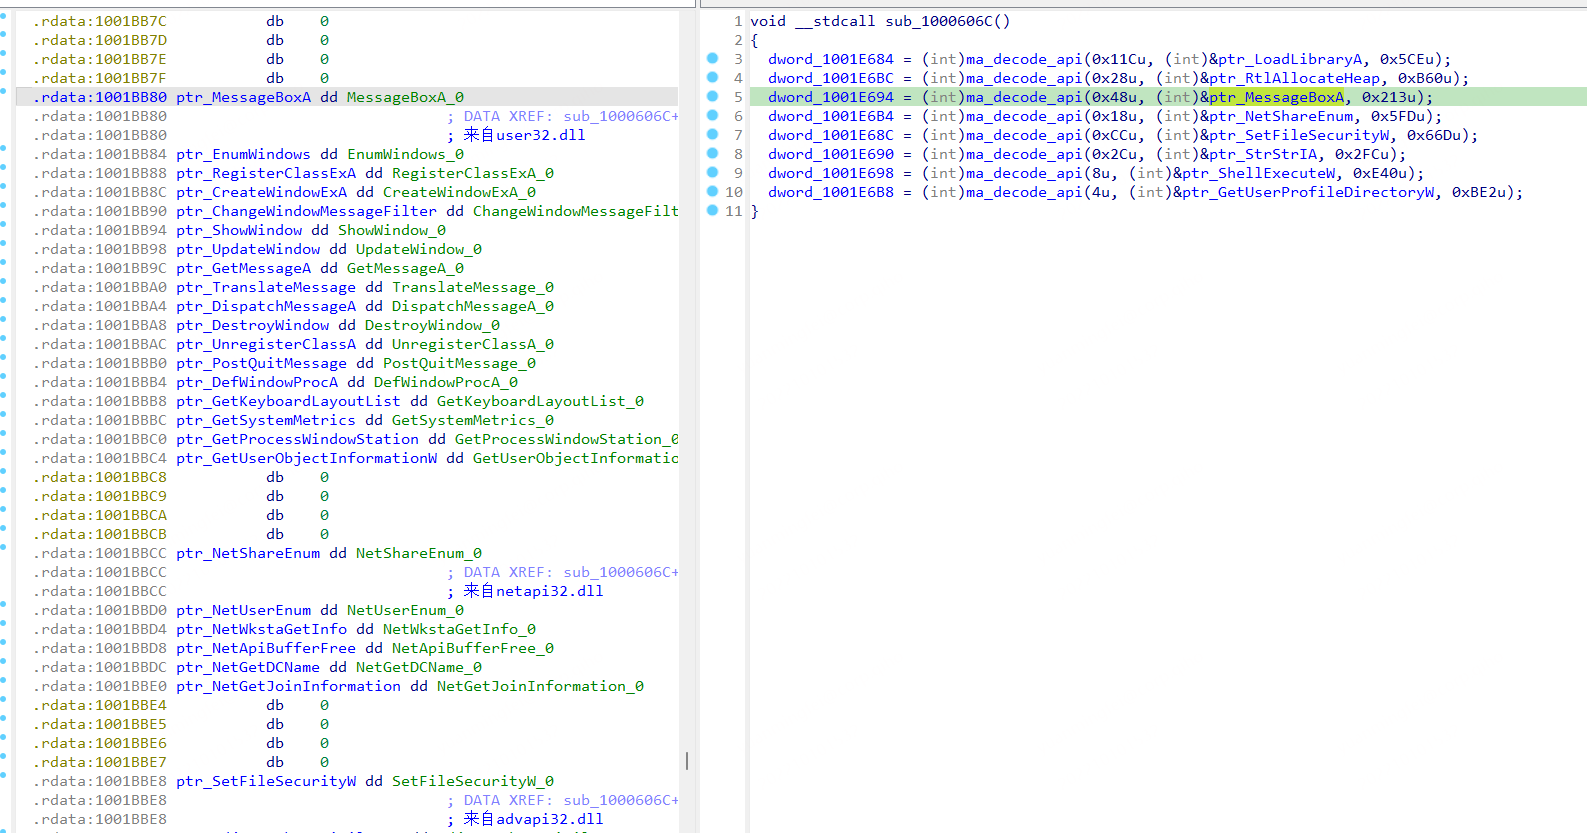 .rdata:1001BB7C db 0
.rdata:1001BB7D db 0
.rdata:1001BB7E db 0
.rdata:1001BB7F db 0
.rdata:1001BB80 ptr_MessageBoxA dd MessageBoxA_0
.rdata:1001BB80 ; DATA XREF: sub_1000606C+
.rdata:1001BB80 ; 来自user32.dll
.rdata:1001BB84 ptr_EnumWindows dd EnumWindows_0
.rdata:1001BB88 ptr_RegisterClassExA dd RegisterClassExA_0
.rdata:1001BB8C ptr_CreateWindowExA dd CreateWindowExA_0
.rdata:1001BB90 ptr_ChangeWindowMessageFilter dd ChangeWindowMessageFilt
.rdata:1001BB94 ptr_ShowWindow dd ShowWindow_0
.rdata:1001BB98 ptr_UpdateWindow dd UpdateWindow_0
.rdata:1001BB9C ptr_GetMessageA dd GetMessageA_0
.rdata:1001BBA0 ptr_TranslateMessage dd TranslateMessage_0
.rdata:1001BBA4 ptr_DispatchMessageA dd DispatchMessageA_0
.rdata:1001BBA8 ptr_DestroyWindow dd DestroyWindow_0
.rdata:1001BBAC ptr_UnregisterClassA dd UnregisterClassA_0
.rdata:1001BBB0 ptr_PostQuitMessage dd PostQuitMessage_0
.rdata:1001BBB4 ptr_DefWindowProcA dd DefWindowProcA_0
.rdata:1001BBB8 ptr_GetKeyboardLayoutList dd GetKeyboardLayoutList_0
.rdata:1001BBBC ptr_GetSystemMetrics dd GetSystemMetrics_0
.rdata:1001BBC0 ptr_GetProcessWindowStation dd GetProcessWindowStation_0
.rdata:1001BBC4 ptr_GetUserObjectInformationW dd GetUserObjectInformatio
.rdata:1001BBC8 db 0
.rdata:1001BBC9 db 0
.rdata:1001BBCA db 0
.rdata:1001BBCB db 0
.rdata:1001BBCC ptr_NetShareEnum dd NetShareEnum_0
.rdata:1001BBCC ; DATA XREF: sub_1000606C+
.rdata:1001BBCC ; 来自netapi32.dll
.rdata:1001BBD0 ptr_NetUserEnum dd NetUserEnum_0
.rdata:1001BBD4 ptr_NetWkstaGetInfo dd NetWkstaGetInfo_0
.rdata:1001BBD8 ptr_NetApiBufferFree dd NetApiBufferFree_0
.rdata:1001BBDC ptr_NetGetDCName dd NetGetDCName_0
.rdata:1001BBE0 ptr_NetGetJoinInformation dd NetGetJoinInformation_0
.rdata:1001BBE4 db 0
.rdata:1001BBE5 db 0
.rdata:1001BBE6 db 0
.rdata:1001BBE7 db 0
.rdata:1001BBE8 ptr_SetFileSecurityW dd SetFileSecurityW_0
.rdata:1001BBE8 ; DATA XREF: sub_1000606C+
.rdata:1001BBE8 ; 来自advapi32.dll
1 void __stdcall sub_1000606C()
2 {
3 dword_1001E684 = (int)ma_decode_api(0x11Cu, (int)&ptr_LoadLibraryA, 0x5CEu);
4 dword_1001E6BC = (int)ma_decode_api(0x28u, (int)&ptr_RtlAllocateHeap, 0xB60u);
5 dword_1001E694 = (int)ma_decode_api(0x48u, (int)&ptr_MessageBoxA, 0x213u);
6 dword_1001E6B4 = (int)ma_decode_api(0x18u, (int)&ptr_NetShareEnum, 0x5FDu);
7 dword_1001E68C = (int)ma_decode_api(0xCCu, (int)&ptr_SetFileSecurityW, 0x66Du);
8 dword_1001E690 = (int)ma_decode_api(0x2Cu, (int)&ptr_StrStrIA, 0x2FCu);
9 dword_1001E698 = (int)ma_decode_api(8u, (int)&ptr_ShellExecuteW, 0xE40u);
10 dword_1001E6B8 = (int)ma_decode_api(4u, (int)&ptr_GetUserProfileDirectoryW, 0xBE2u);
11 }